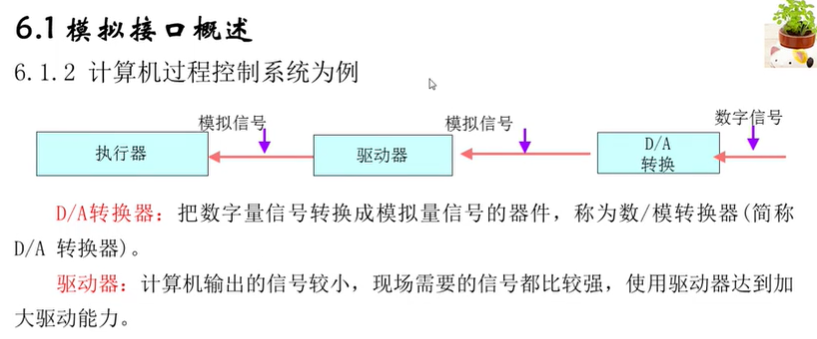 6.1 模拟接口概述
6.1.2 计算机过程控制系统为例
模拟信号
模拟信号
数字信号
执行器
驱动器
D/A
转换
D/A转换器：把数字量信号转换成模拟量信号的器件，称为数/模转换器(简称
D/A 转换器)。
驱动器：计算机输出的信号较小，现场需要的信号都比较强，使用驱动器达到加
大驱动能力。